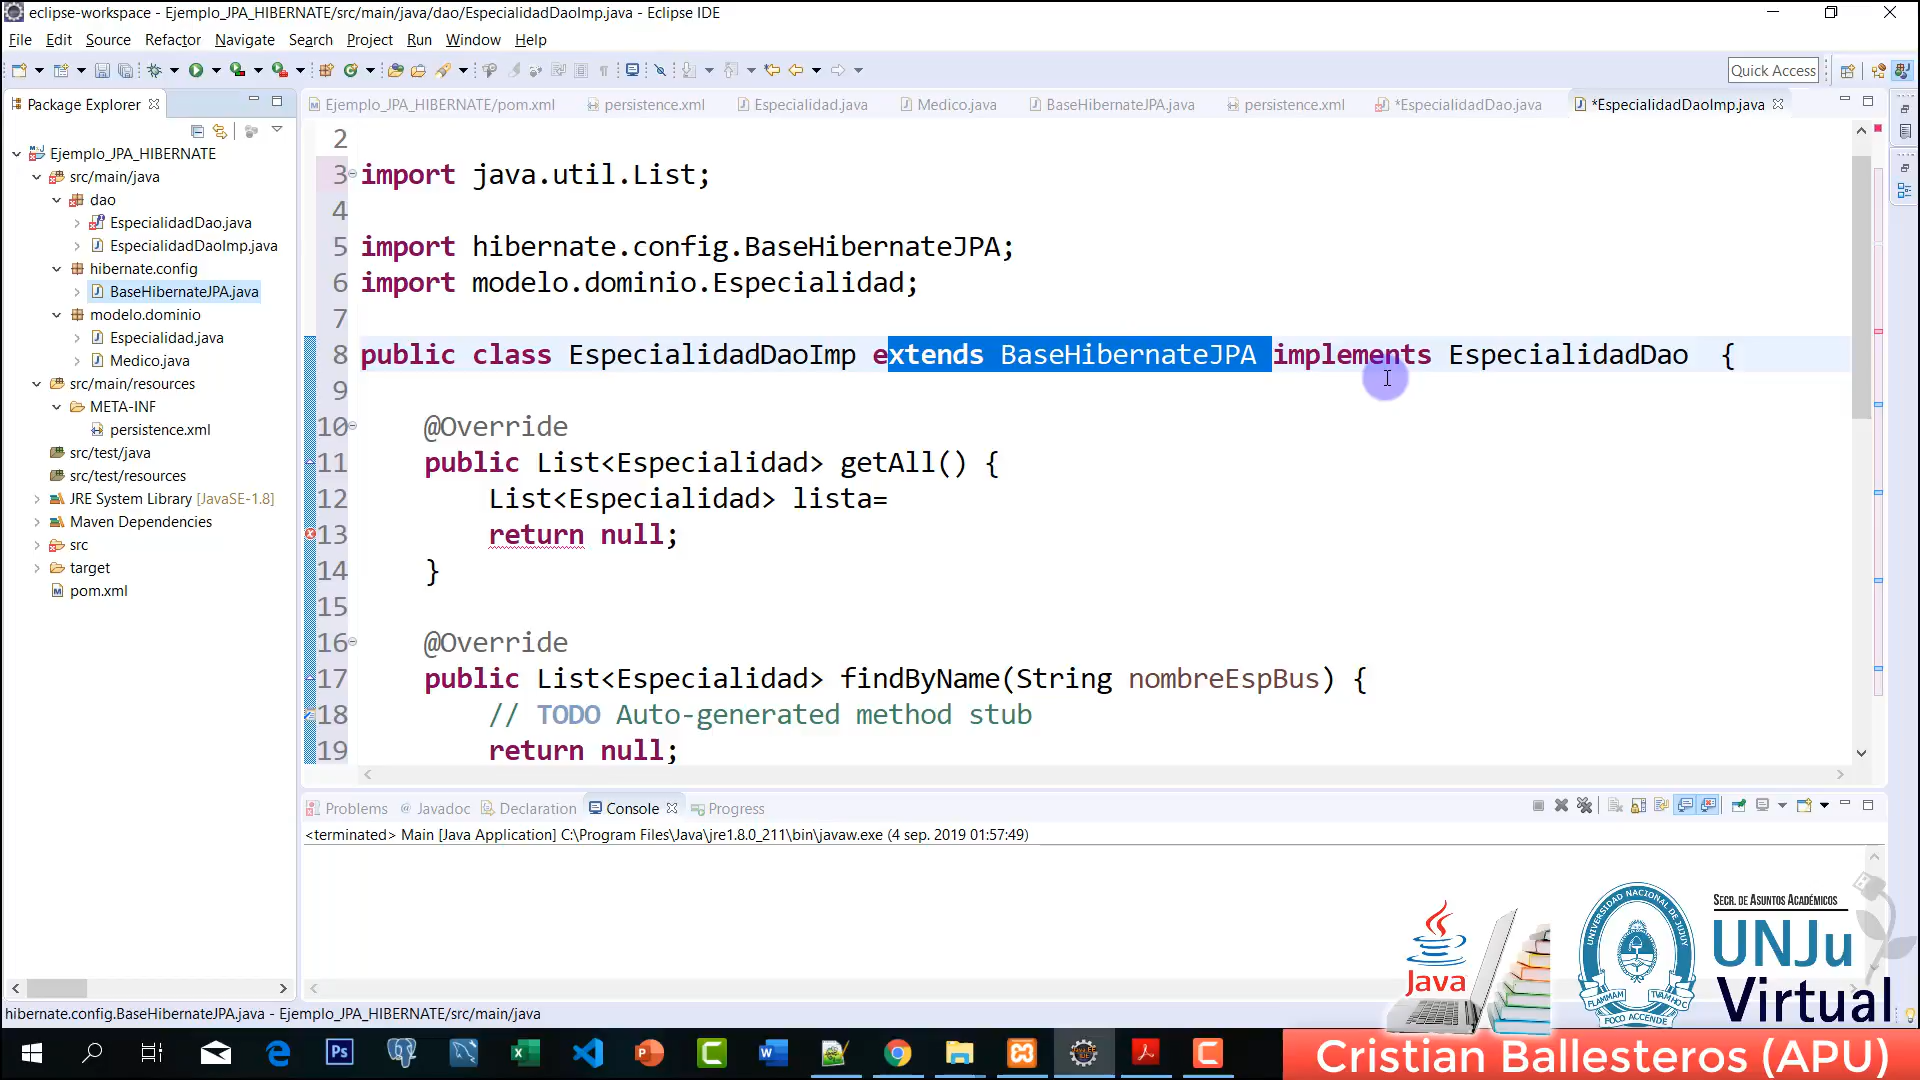 eclipse-workspace - Ejemplo_JPA_HIBERNATE/src/main/java/dao/EspecialidadDaoImp.java - Eclipse IDE
File Edit Source Refactor Navigate Search Project Run Window Help
Quick Access
Package Explorer
Ejemplo_JPA_HIBERNATE/pom.xml persistence.xml Especialidad.java Medico.java BaseHibernateJPA.java persistence.xml *EspecialidadDao.java *EspecialidadDaoImp.java
Ejemplo_JPA_HIBERNATE
src/main/java
dao
EspecialidadDao.java
EspecialidadDaoImp.java
hibernate.config
BaseHibernateJPA.java
modelo.dominio
Especialidad.java
Medico.java
src/main/resources
META-INF
persistence.xml
src/test/java
src/test/resources
JRE System Library [JavaSE-1.8]
Maven Dependencies
src
target
pom.xml
2
3 import java.util.List;
4
5 import hibernate.config.BaseHibernateJPA;
6 import modelo.dominio.Especialidad;
7
8 public class EspecialidadDaoImp extends BaseHibernateJPA implements EspecialidadDao {
9
10 @Override
11 public List<Especialidad> getAll() {
12 List<Especialidad> lista=
13 return null;
14 }
15
16 @Override
17 public List<Especialidad> findByName(String nombreEspBus) {
18 // TODO Auto-generated method stub
19 return null;
Problems Javadoc Declaration Console Progress
<terminated> Main [Java Application] C:\Program Files\Java\jre1.8.0_211\bin\javaw.exe (4 sep. 2019 01:57:49)
Java
UNIVERSIDAD NACIONAL DE JUJUY
FOCO ACCENDE
SECR. DE ASUNTOS ACADÉMICOS
UNJu
Virtual
hibernate.config.BaseHibernateJPA.java - Ejemplo_JPA_HIBERNATE/src/main/java
Cristian Ballesteros (APU)